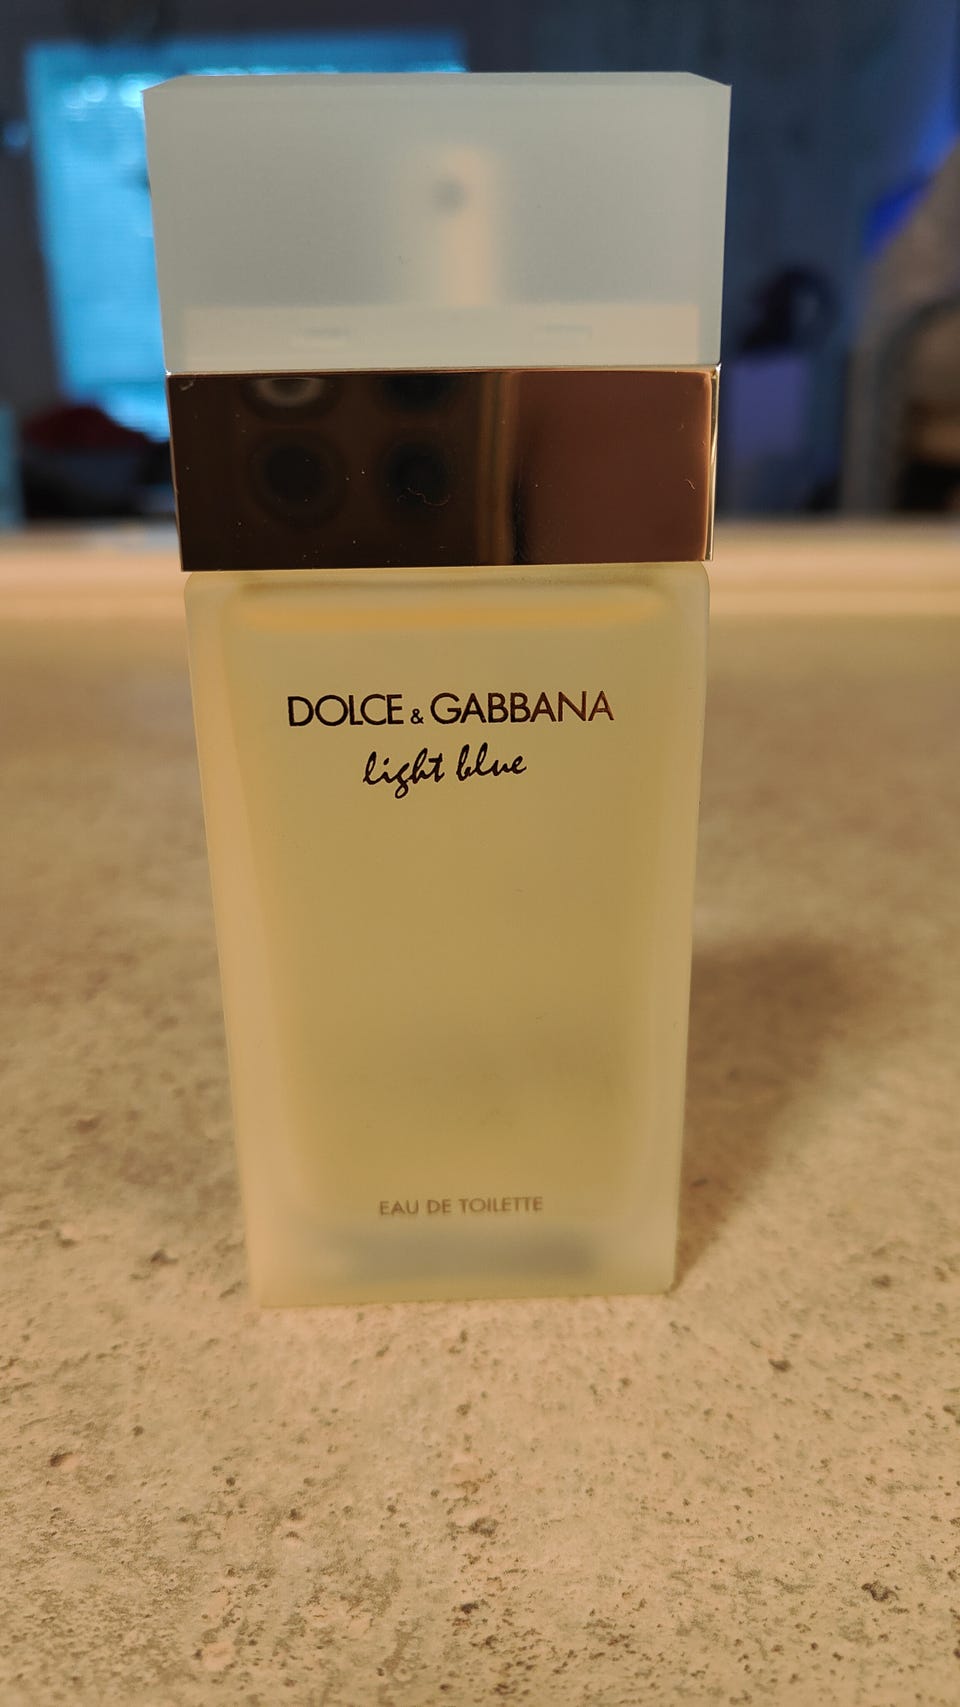 DOLCE & GABBANA
light blue
EAU DE TOILETTE